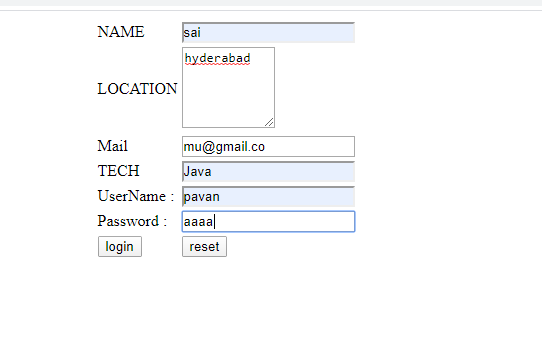 NAME sai
LOCATION hyderabad
Mail mu@gmail.co
TECH Java
UserName : pavan
Password : aaaa
login reset